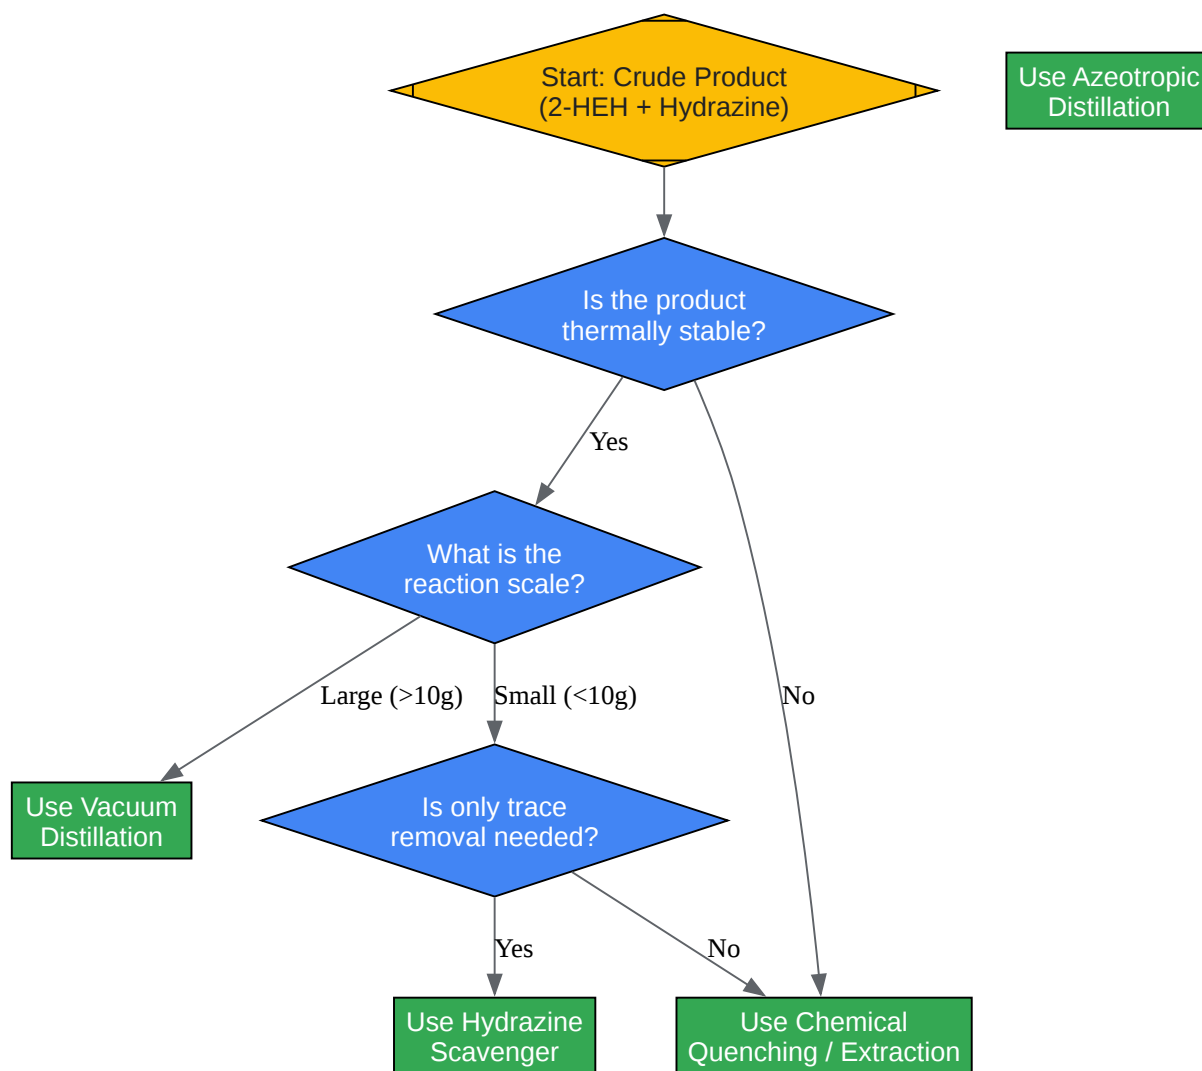 Start: Crude Product
(2-HEH + Hydrazine)
Use Azeotropic
Distillation
Is the product
thermally stable?
Yes
What is the
reaction scale?
Large (>10g)
Small (<10g)
No
Use Vacuum
Distillation
Is only trace
removal needed?
Yes
No
Use Hydrazine
Scavenger
Use Chemical
Quenching / Extraction